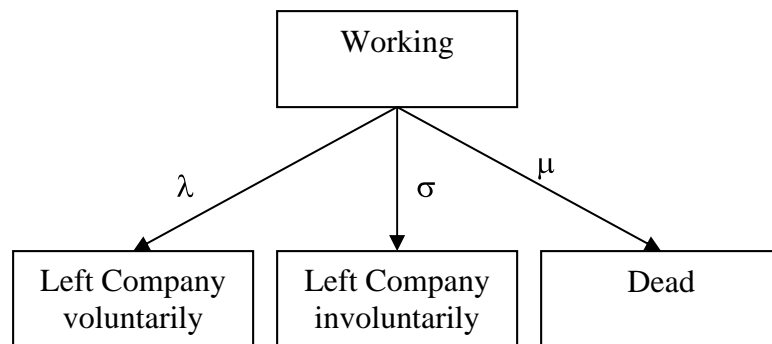 Working
λ
σ
μ
Left Company
voluntarily
Left Company
involuntarily
Dead